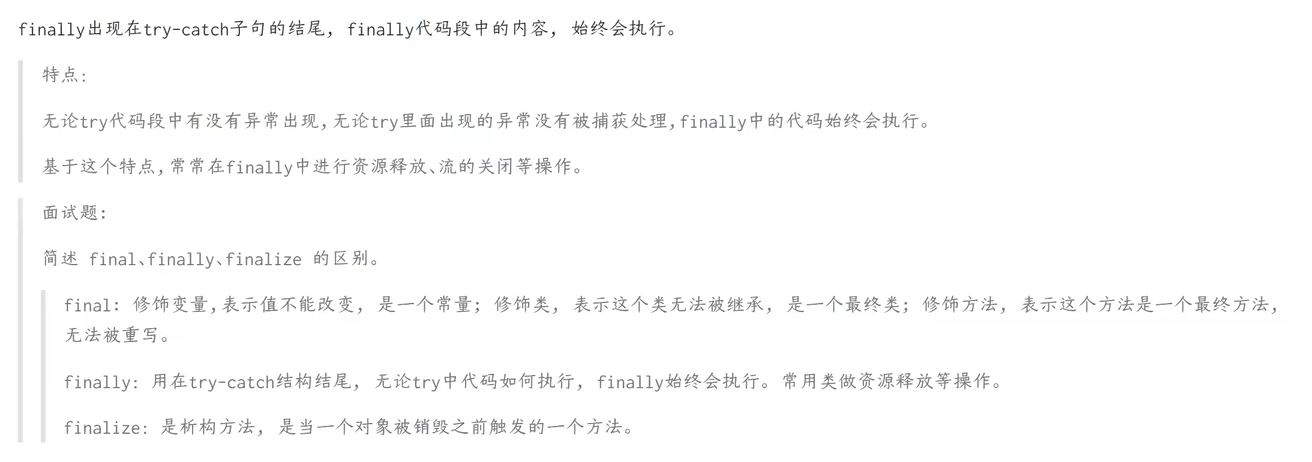 finally出现在try-catch子句的结尾, finally代码段中的内容, 始终会执行。
特点:
无论try代码段中有没有异常出现,无论try里面出现的异常没有被捕获处理,finally中的代码始终会执行。
基于这个特点,常常在finally中进行资源释放、流的关闭等操作。
面试题:
简述 final、finally、finalize 的区别。
final: 修饰变量,表示值不能改变, 是一个常量; 修饰类, 表示这个类无法被继承, 是一个最终类; 修饰方法, 表示这个方法是一个最终方法,
无法被重写。
finally: 用在try-catch结构结尾, 无论try中代码如何执行, finally始终会执行。常用类做资源释放等操作。
finalize: 是析构方法, 是当一个对象被销毁之前触发的一个方法。